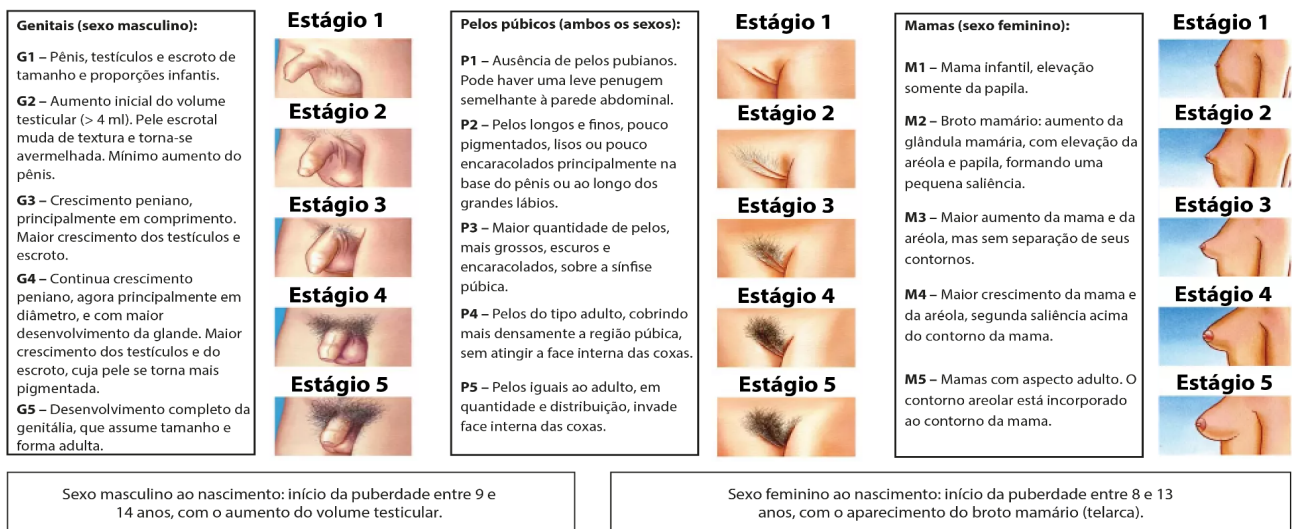 Genitais (sexo masculino):
G1 – Pênis, testículos e escroto de
tamanho e proporções infantis.
G2 – Aumento inicial do volume
testicular (> 4 ml). Pele escrotal
muda de textura e torna-se
avermelhada. Mínimo aumento do
pênis.
G3 – Crescimento peniano,
principalmente em comprimento.
Maior crescimento dos testículos e
escroto.
G4 – Continua crescimento
peniano, agora principalmente em
diâmetro, e com maior
desenvolvimento da glande. Maior
crescimento dos testículos e do
escroto, cuja pele se torna mais
pigmentada.
G5 – Desenvolvimento completo da
genitália, que assume tamanho e
forma adulta.
Estágio 1
Estágio 2
Estágio 3
Estágio 4
Estágio 5
Pelos púbicos (ambos os sexos):
P1 – Ausência de pelos pubianos.
Pode haver uma leve penugem
semelhante à parede abdominal.
P2 – Pelos longos e finos, pouco
pigmentados, lisos ou pouco
encaracolados principalmente na
base do pênis ou ao longo dos
grandes lábios.
P3 – Maior quantidade de pelos,
mais grossos, escuros e
encaracolados, sobre a sínfise
púbica.
P4 – Pelos do tipo adulto, cobrindo
mais densamente a região púbica,
sem atingir a face interna das coxas.
P5 – Pelos iguais ao adulto, em
quantidade e distribuição, invade
face interna das coxas.
Estágio 1
Estágio 2
Estágio 3
Estágio 4
Estágio 5
Mamas (sexo feminino):
M1 – Mama infantil, elevação
somente da papila.
M2 – Broto mamário: aumento da
glândula mamária, com elevação da
aréola e papila, formando uma
pequena saliência.
M3 – Maior aumento da mama e da
aréola, mas sem separação de seus
contornos.
M4 – Maior crescimento da mama e
da aréola, segunda saliência acima
do contorno da mama.
M5 – Mamas com aspecto adulto. O
contorno areolar está incorporado
ao contorno da mama.
Estágio 1
Estágio 2
Estágio 3
Estágio 4
Estágio 5
Sexo masculino ao nascimento: início da puberdade entre 9 e
14 anos, com o aumento do volume testicular.
Sexo feminino ao nascimento: início da puberdade entre 8 e 13
anos, com o aparecimento do broto mamário (telarca).